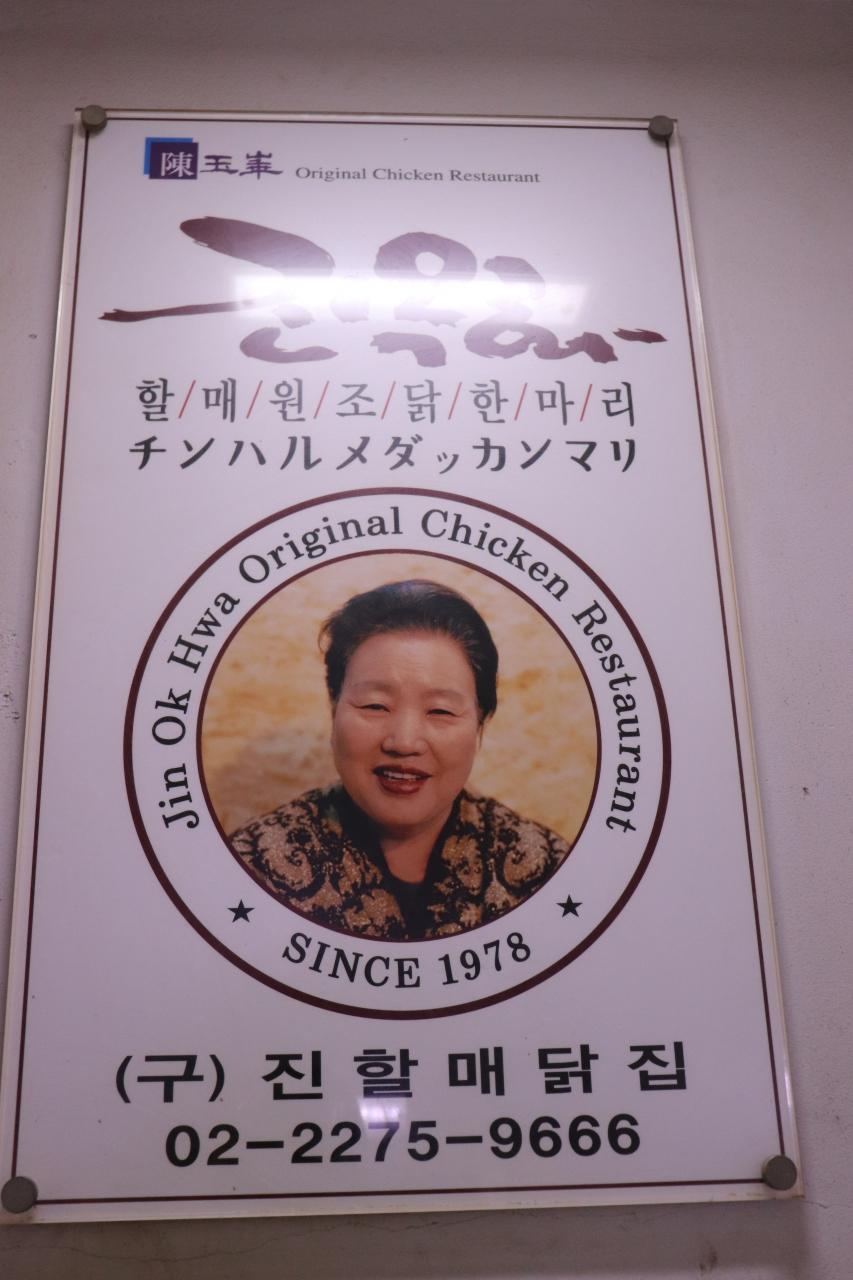 陳玉華 Original Chicken Restaurant
진옥화
할/매/원/조/닭/한/마/리
チンハルメダッカンマリ
Jin Ok Hwa Original Chicken Restaurant
★ SINCE 1978 ★
(구) 진할매닭집
02-2275-9666